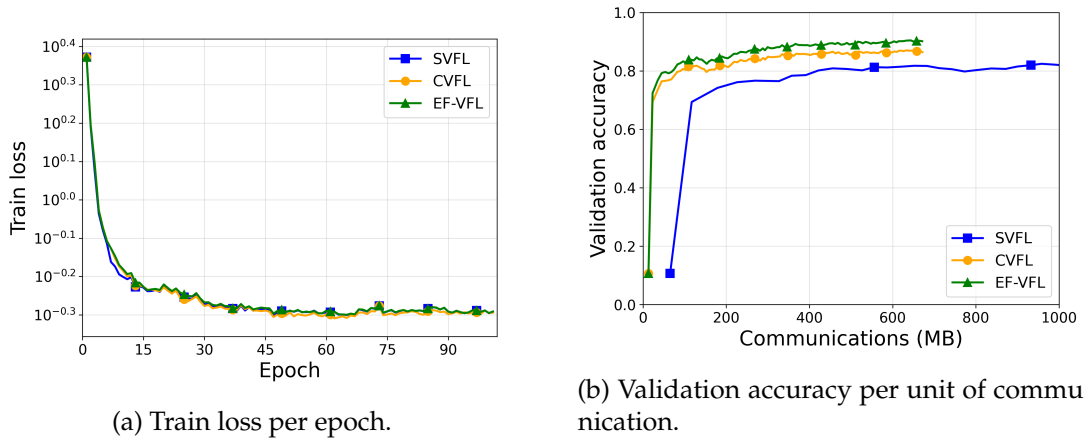 10^0.4
10^0.3
10^0.2
10^0.1
10^0.0
10^−0.1
10^−0.2
10^−0.3
Train loss
0 15 30 45 60 75 90
Epoch
SVFL
CVFL
EF-VFL
(a) Train loss per epoch.
1.0
0.8
0.6
0.4
0.2
0.0
Validation accuracy
0 200 400 600 800 1000
Communications (MB)
SVFL
CVFL
EF-VFL
(b) Validation accuracy per unit of commu
nication.